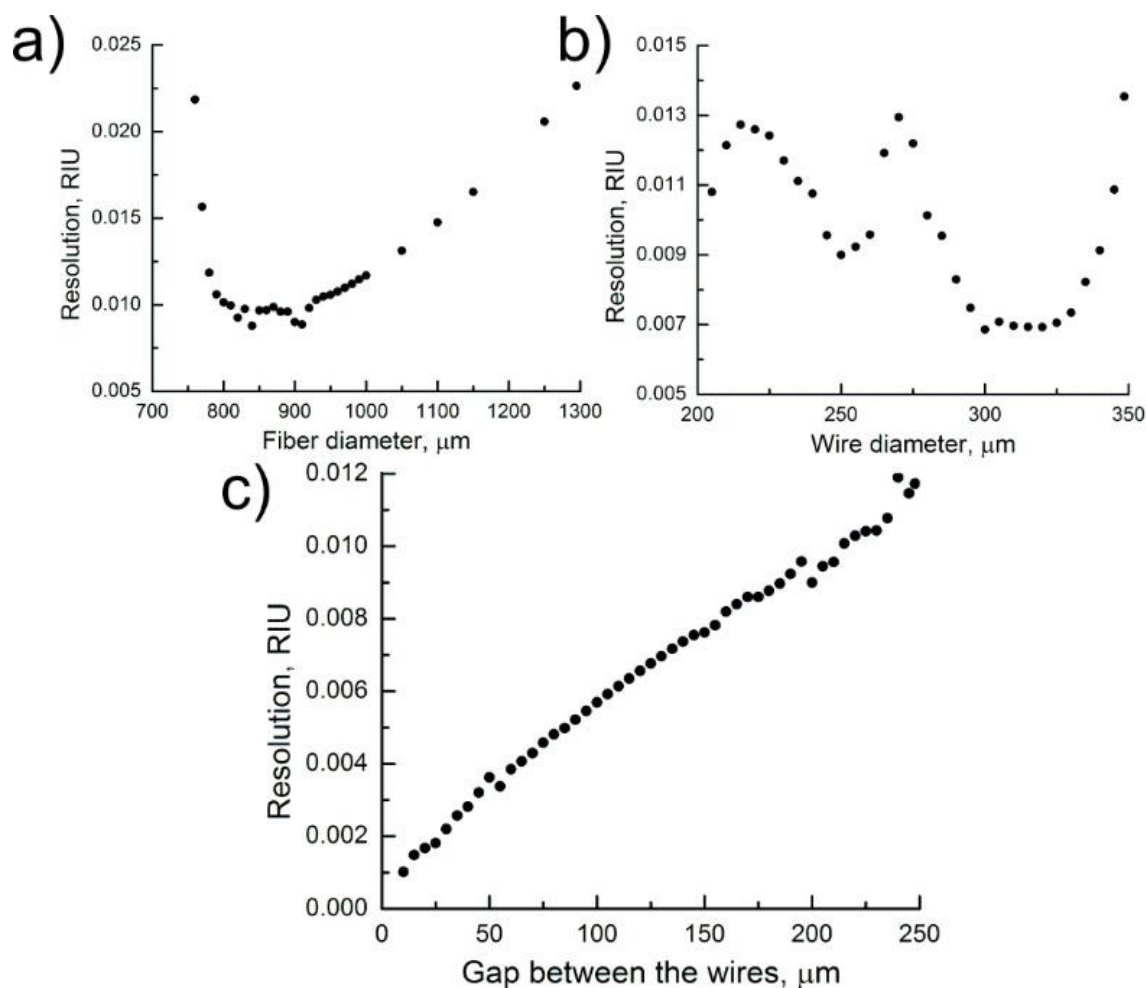 a)
0.025
0.020
0.015
0.010
0.005
Resolution, RIU
700 800 900 1000 1100 1200 1300
Fiber diameter, μm
b)
0.015
0.013
0.011
0.009
0.007
0.005
Resolution, RIU
200 250 300 350
Wire diameter, μm
c)
0.012
0.010
0.008
0.006
0.004
0.002
0.000
Resolution, RIU
0 50 100 150 200 250
Gap between the wires, μm